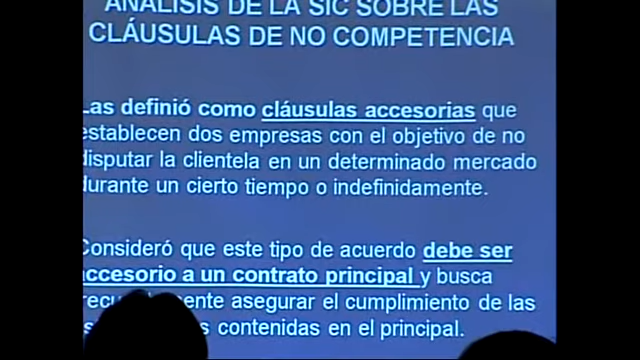 ANÁLISIS DE LA SIC SOBRE LAS
CLÁUSULAS DE NO COMPETENCIA
Las definió como cláusulas accesorias que
establecen dos empresas con el objetivo de no
disputar la clientela en un determinado mercado
durante un cierto tiempo o indefinidamente.
Consideró que este tipo de acuerdo debe ser
accesorio a un contrato principal y busca
asegurar el cumplimiento de las
contenidas en el principal.